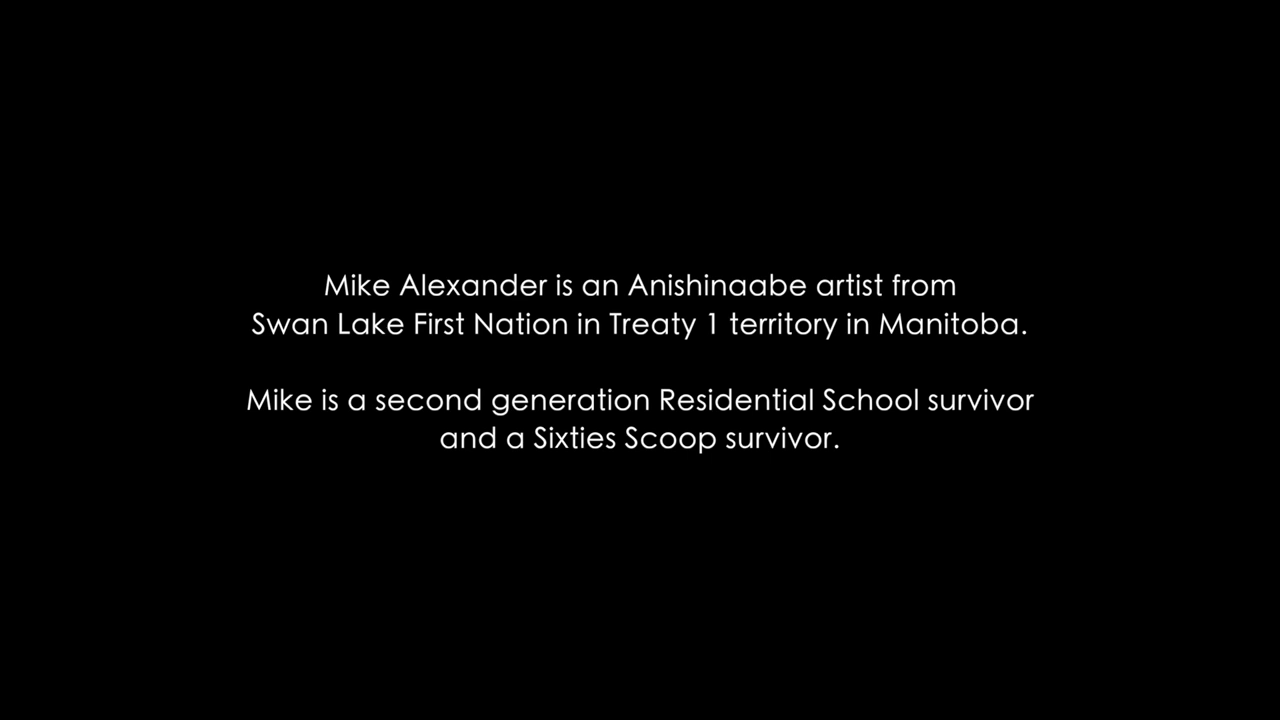 Mike Alexander is an Anishinaabe artist from
Swan Lake First Nation in Treaty 1 territory in Manitoba.
Mike is a second generation Residential School survivor
and a Sixties Scoop survivor.